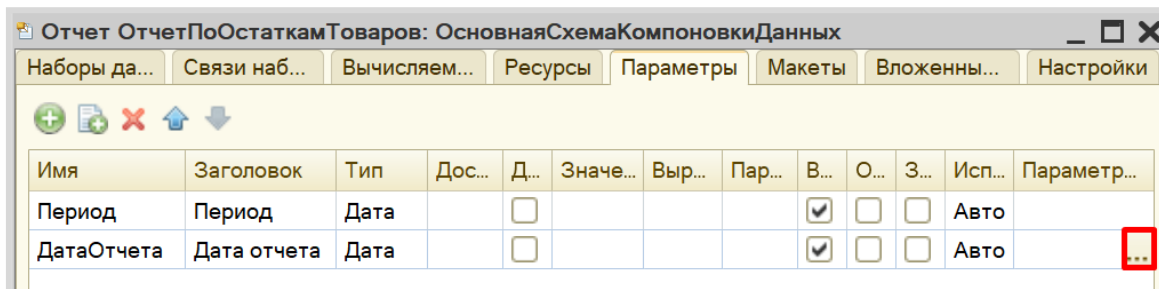 Отчет ОтчетПоОстаткамТоваров: ОсновнаяСхемаКомпоновкиДанных
Наборы да... Связи наб... Вычисляем... Ресурсы Параметры Макеты Вложенны... Настройки
Имя Заголовок Тип Дос... Д... Значе... Выр... Пар... В... О... З... Исп... Параметр...
Период Период Дата Авто
ДатаОтчета Дата отчета Дата Авто ...